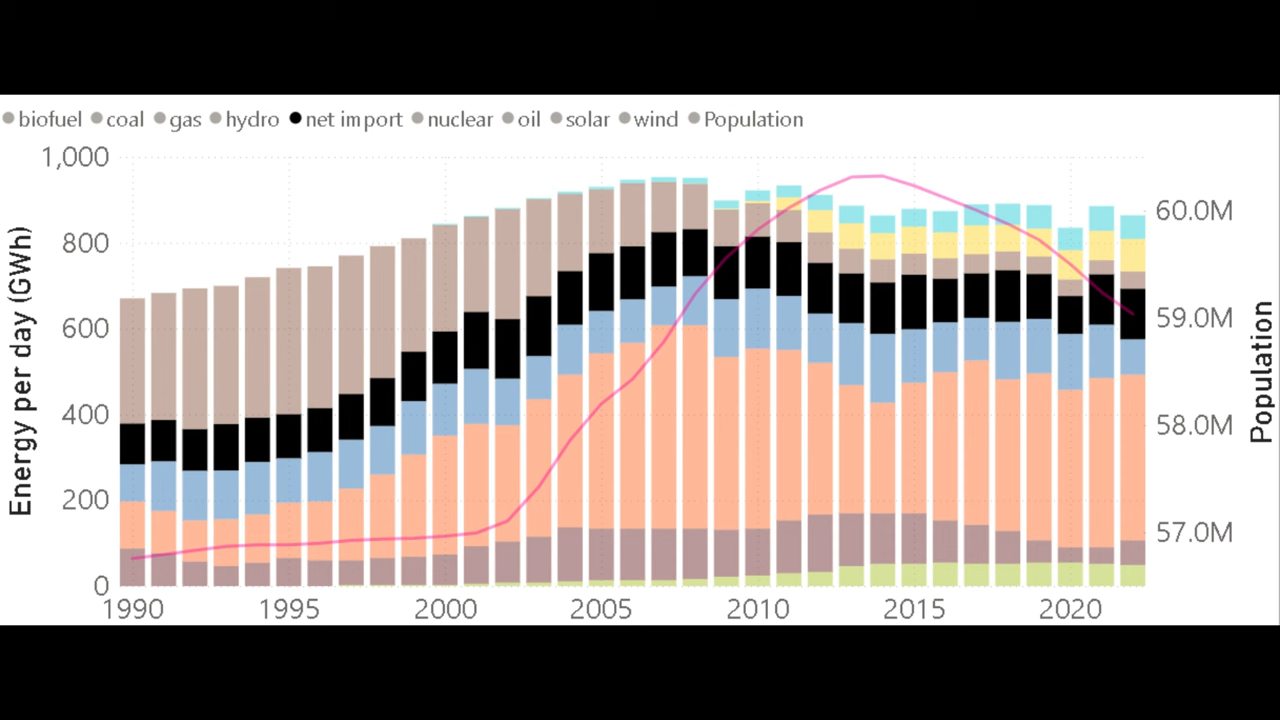 biofuel coal gas hydro net import nuclear oil solar wind Population
1,000
800
600
400
200
0
Energy per day (GWh)
60.0M
59.0M
58.0M
57.0M
Population
1990 1995 2000 2005 2010 2015 2020